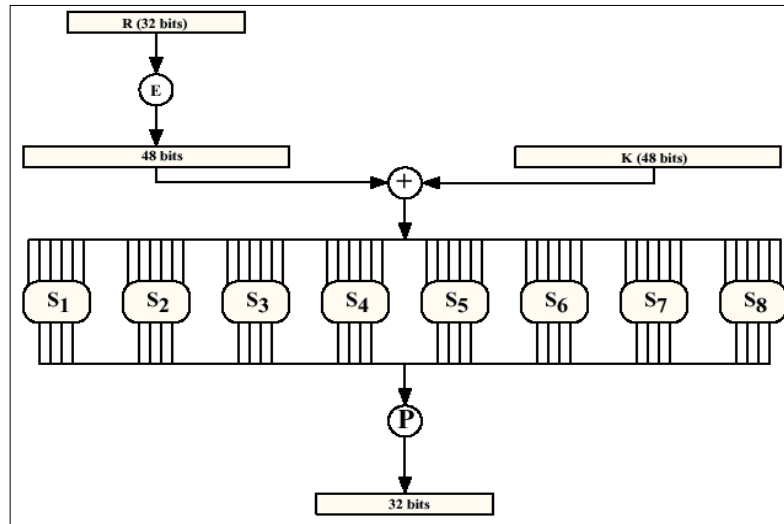 R (32 bits)
E
48 bits
K (48 bits)
+
S1 S2 S3 S4 S5 S6 S7 S8
P
32 bits